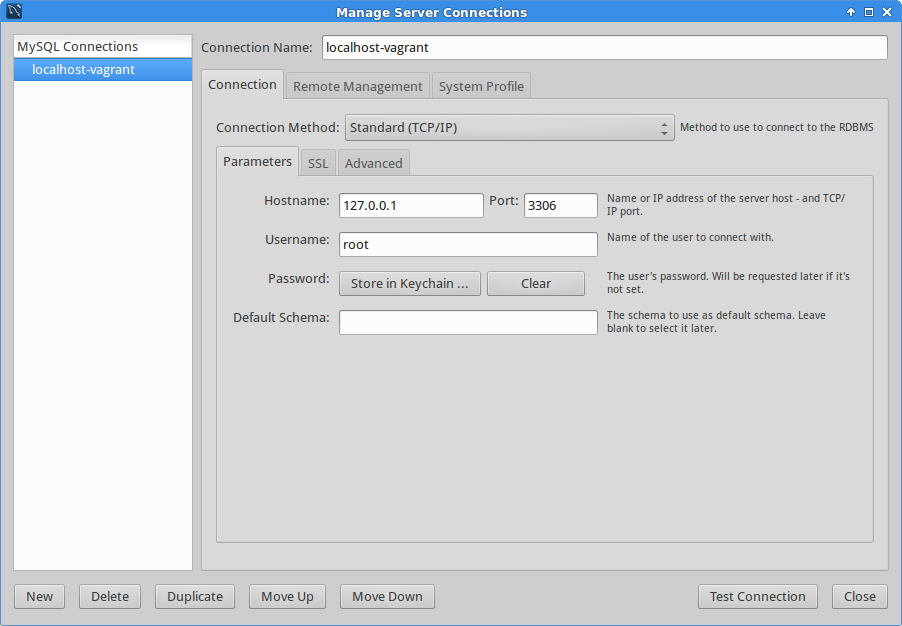 Manage Server Connections
MySQL Connections
localhost-vagrant
Connection Name: localhost-vagrant
Connection Remote Management System Profile
Connection Method: Standard (TCP/IP) Method to use to connect to the RDBMS
Parameters SSL Advanced
Hostname: 127.0.0.1 Port: 3306 Name or IP address of the server host - and TCP/
IP port.
Username: root Name of the user to connect with.
Password: Store in Keychain ... Clear The user's password. Will be requested later if it's
not set.
Default Schema: The schema to use as default schema. Leave
blank to select it later.
New Delete Duplicate Move Up Move Down Test Connection Close